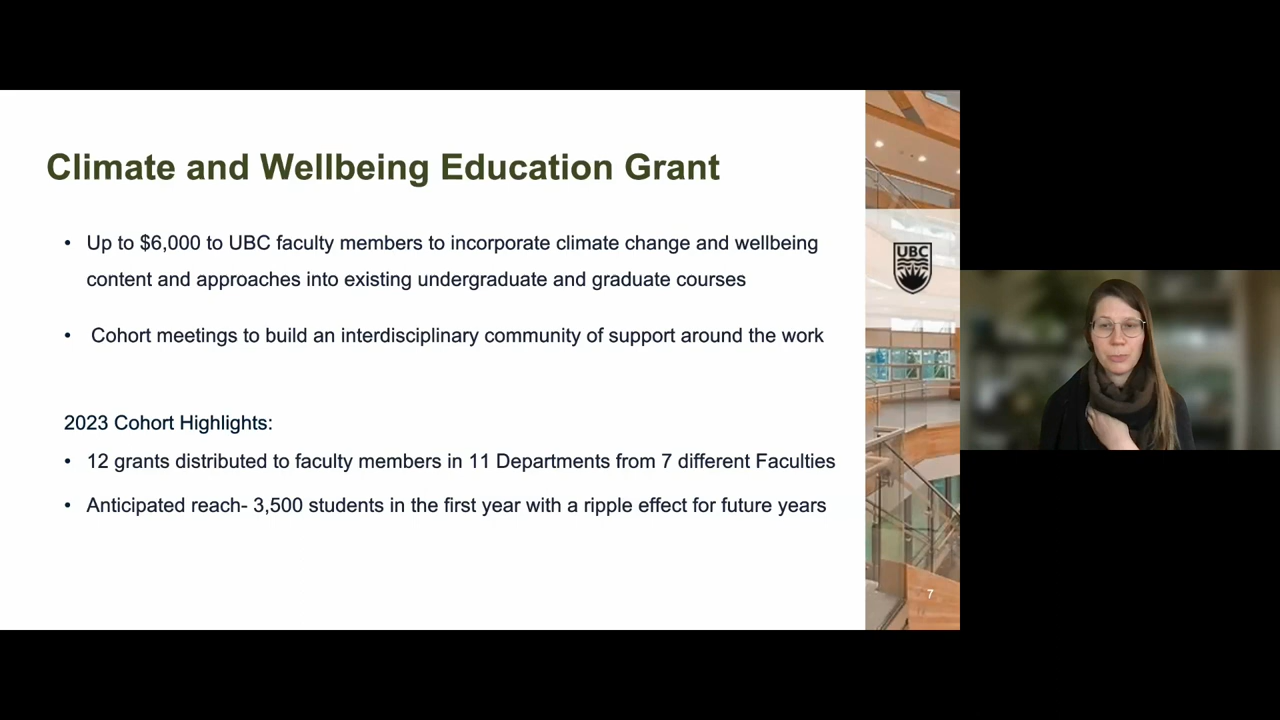 Climate and Wellbeing Education Grant
• Up to $6,000 to UBC faculty members to incorporate climate change and wellbeing
content and approaches into existing undergraduate and graduate courses
• Cohort meetings to build an interdisciplinary community of support around the work
2023 Cohort Highlights:
• 12 grants distributed to faculty members in 11 Departments from 7 different Faculties
• Anticipated reach- 3,500 students in the first year with a ripple effect for future years
UBC
7